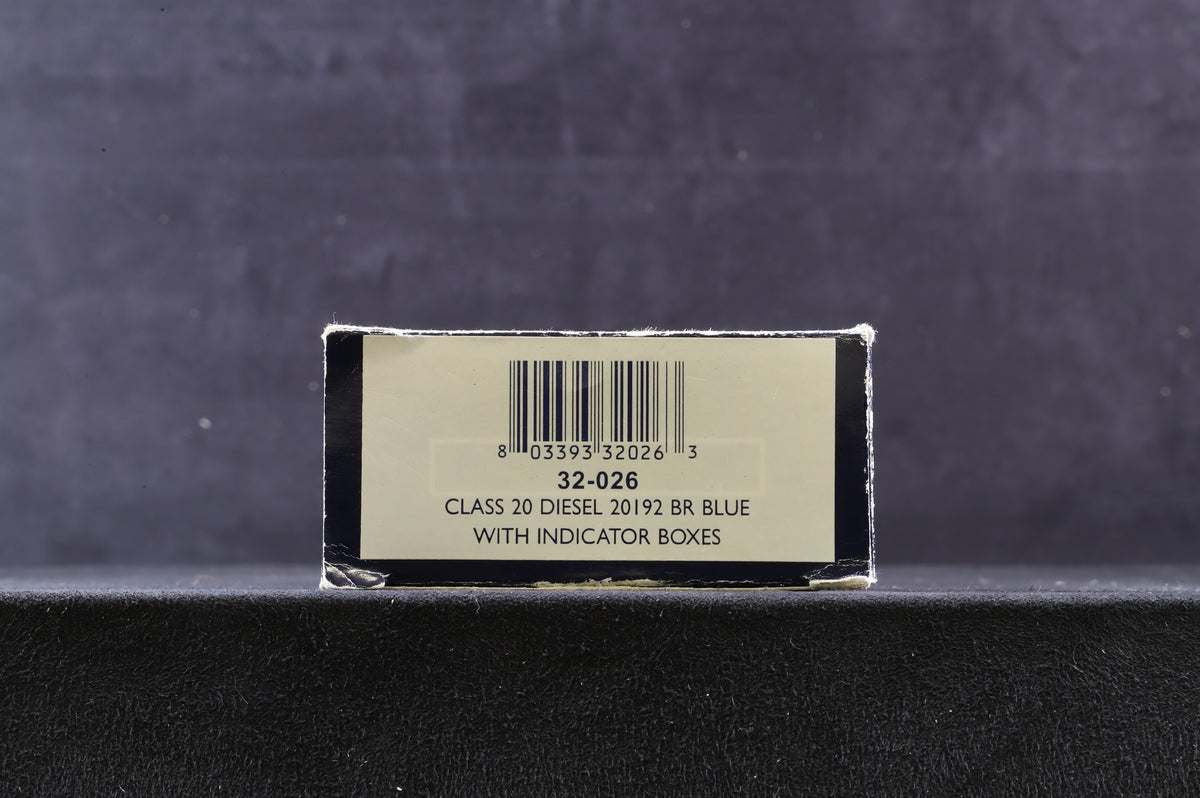 8 03393 32026 3
32-026
CLASS 20 DIESEL 20192 BR BLUE
WITH INDICATOR BOXES